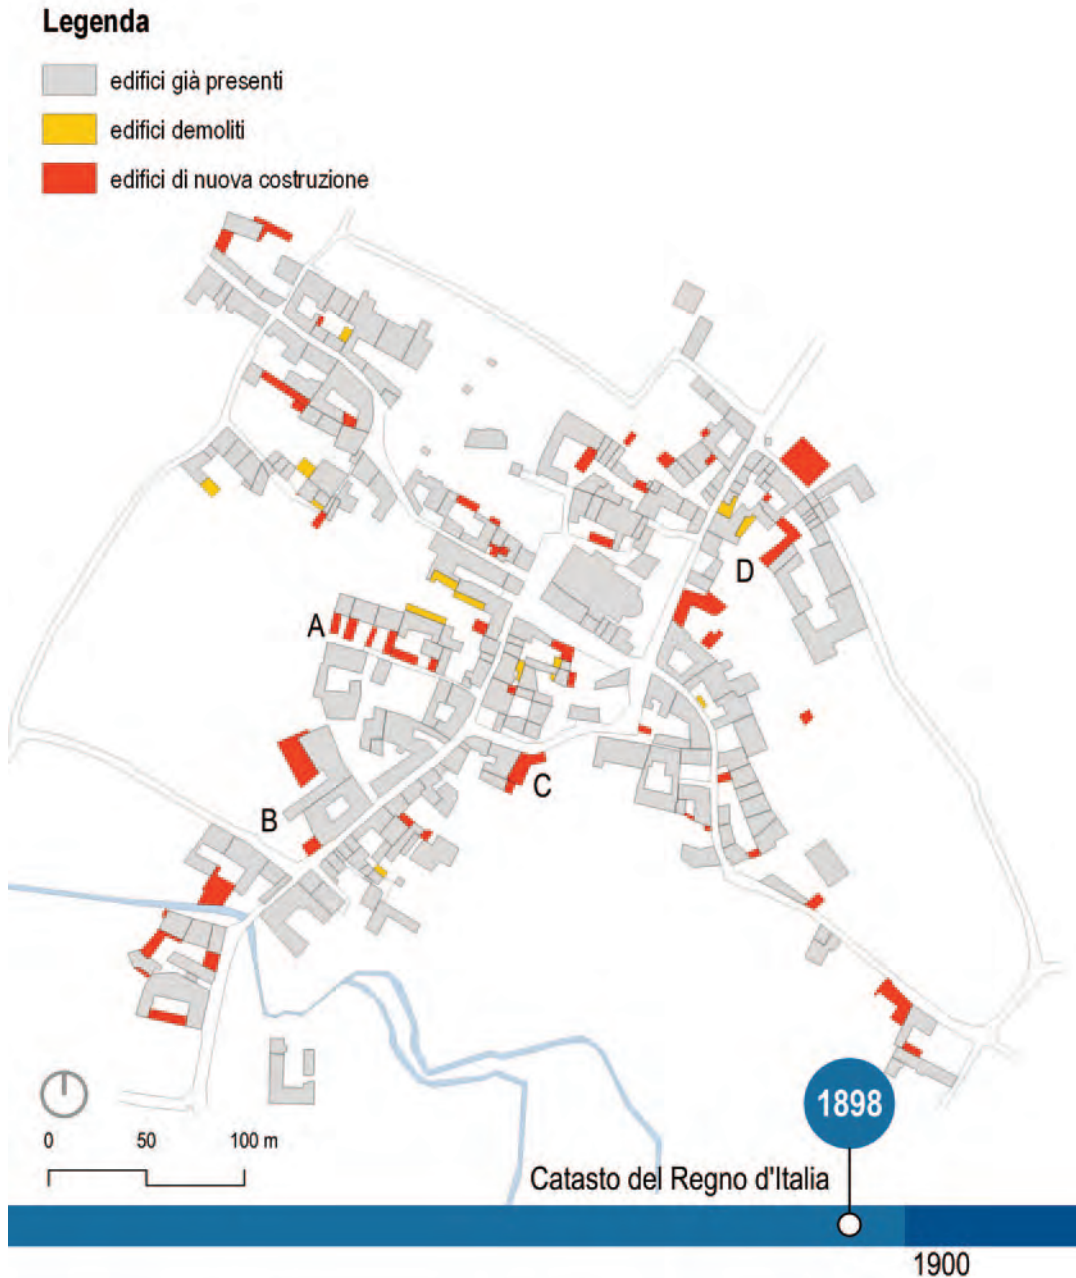 Legenda
edifici già presenti
edifici demoliti
edifici di nuova costruzione
D
A
C
B
1898
0 50 100 m
Catasto del Regno d'Italia
1900